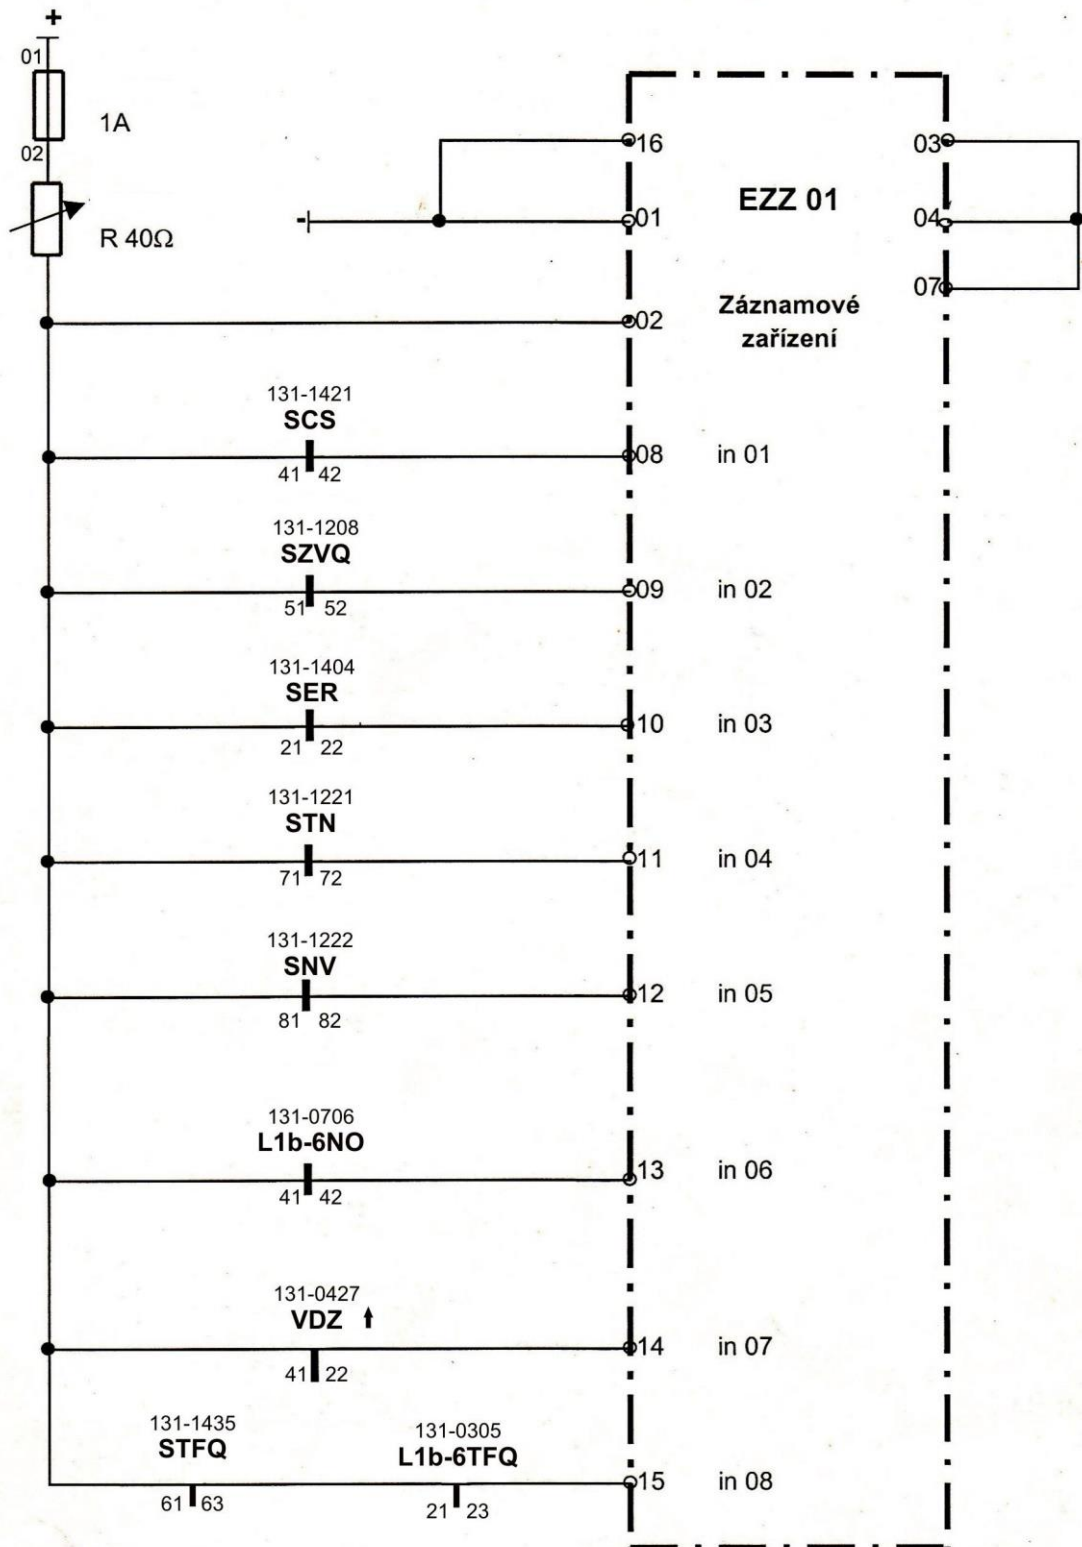 +
01
1A
02
R 40Ω
16
03
EZZ 01
-
01
04
07
Záznamové
zařízení
02
131-1421
SCS
41 42
08
in 01
131-1208
SZVQ
51 52
09
in 02
131-1404
SER
21 22
10
in 03
131-1221
STN
71 72
11
in 04
131-1222
SNV
81 82
12
in 05
131-0706
L1b-6NO
41 42
13
in 06
131-0427
VDZ
41 22
14
in 07
131-1435
STFQ
61 63
131-0305
L1b-6TFQ
21 23
15
in 08